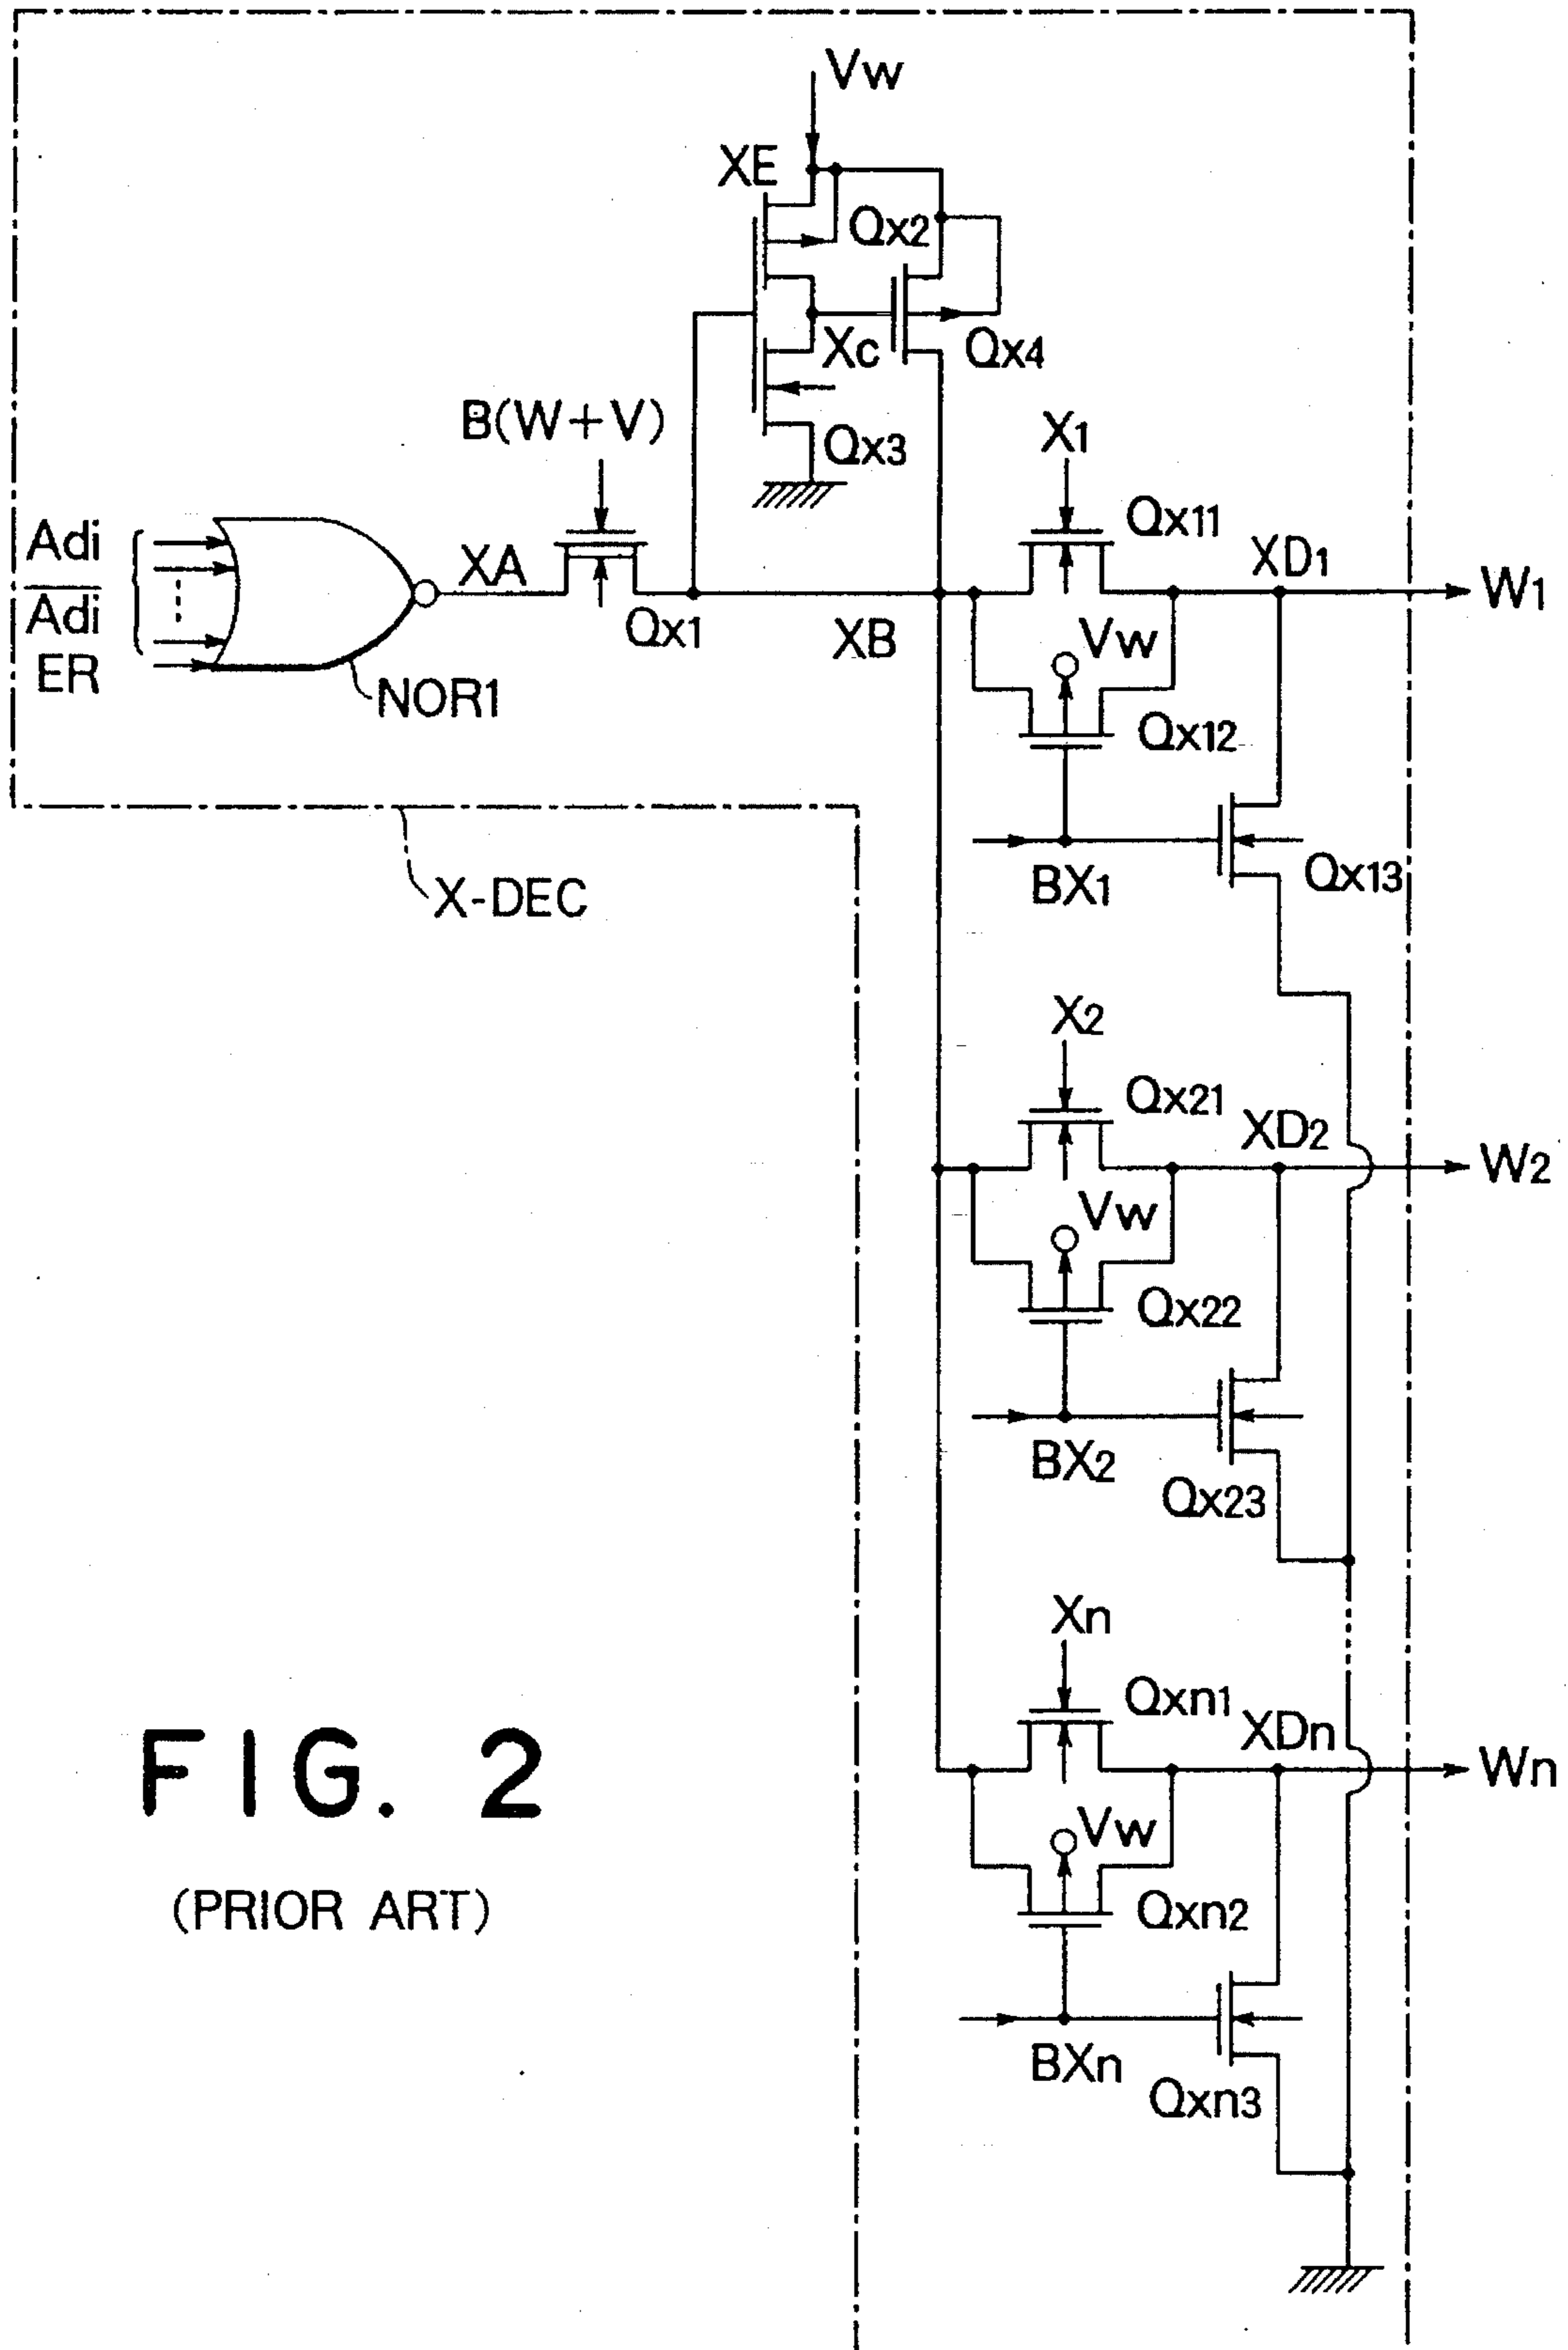 Vw
XE
Qx2
Xc
Qx4
B(W+V)
Qx3
X1
Qx11
Adi
Adi
ER
XA
Qx1
XB
XD1
W1
Vw
NOR1
Qx12
BX1
Qx13
X-DEC
X2
Qx21
XD2
W2
Vw
Qx22
BX2
Qx23
Xn
Qxn1
XDn
Wn
Vw
Qxn2
BXn
Qxn3
FIG. 2
(PRIOR ART)